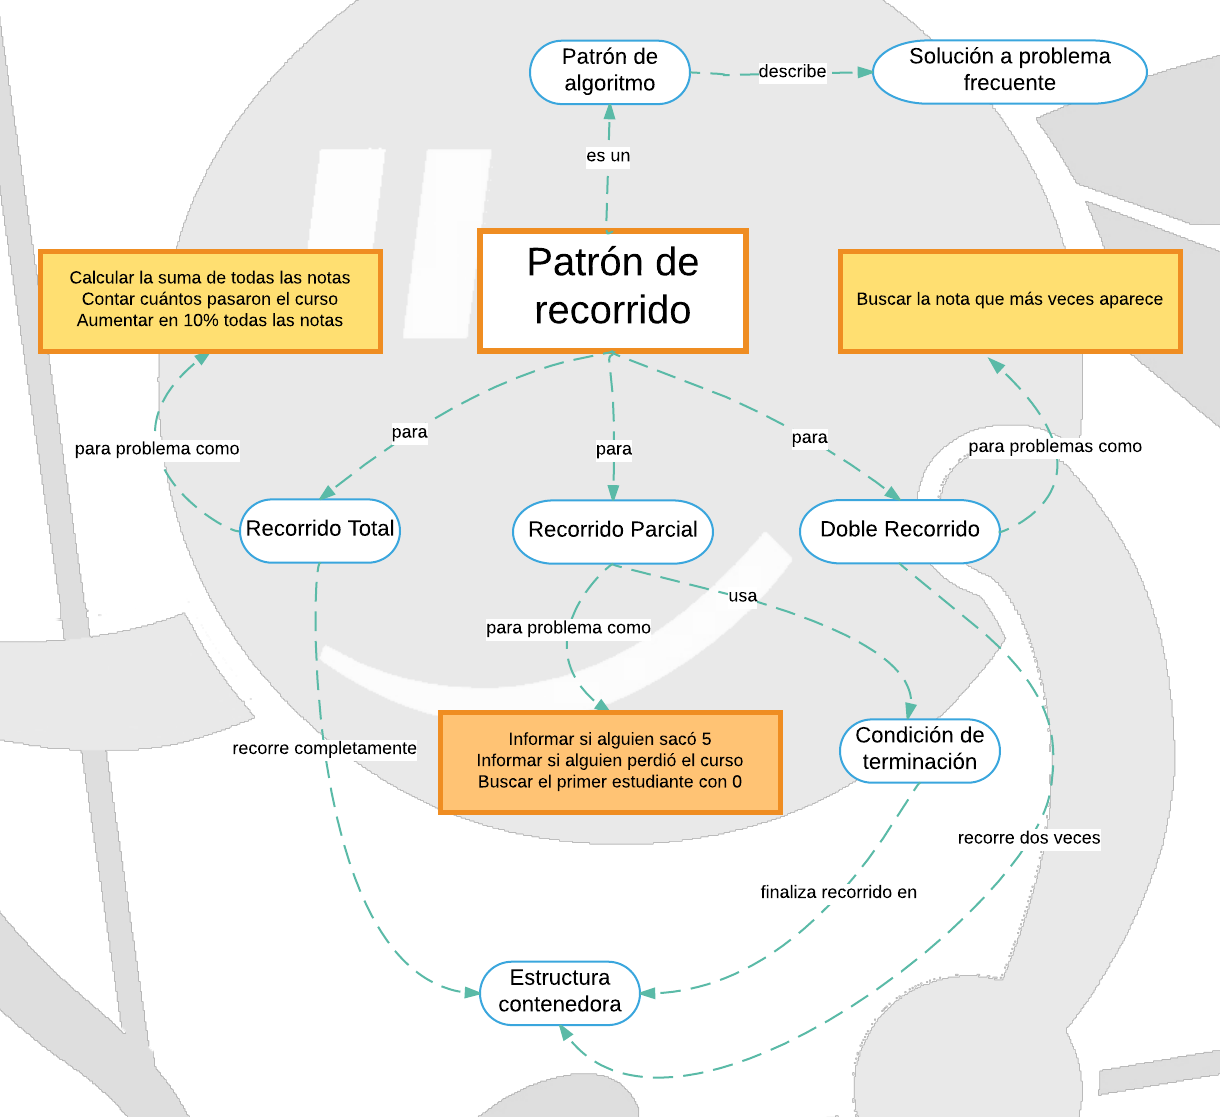 Patrón de
algoritmo
describe
Solución a problema
frecuente
es un
Patrón de
recorrido
Calcular la suma de todas las notas
Contar cuántos pasaron el curso
Aumentar en 10% todas las notas
Buscar la nota que más veces aparece
para
para
para
para problema como
para problemas como
Recorrido Total
Recorrido Parcial
Doble Recorrido
usa
para problema como
Informar si alguien sacó 5
Informar si alguien perdió el curso
Buscar el primer estudiante con 0
Condición de
terminación
recorre completamente
recorre dos veces
finaliza recorrido en
Estructura
contenedora